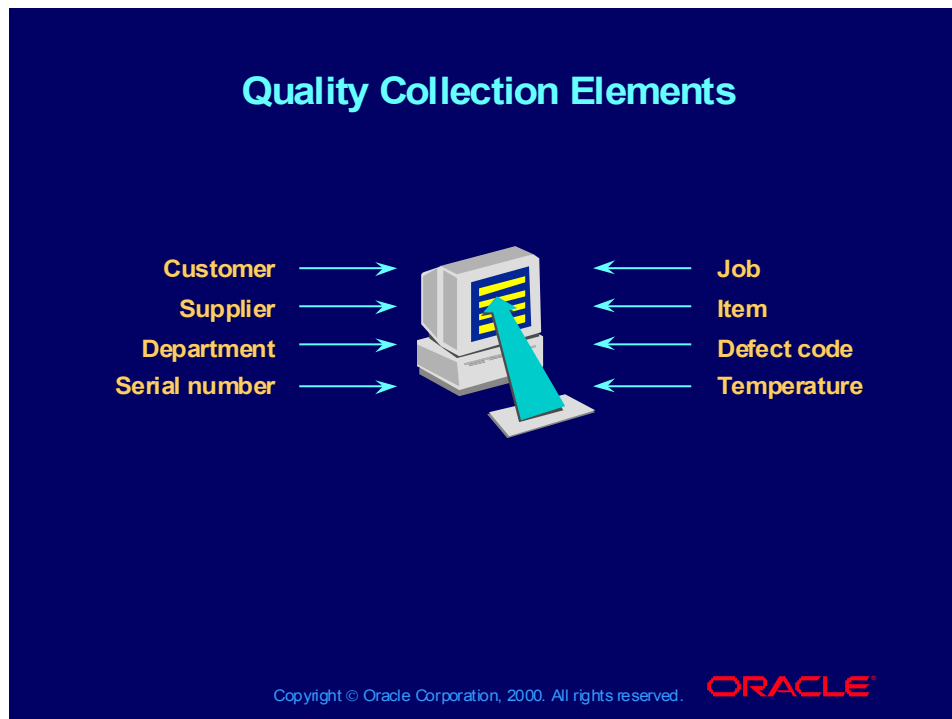 Quality Collection Elements
Customer
Supplier
Department
Serial number
Job
Item
Defect code
Temperature
Copyright © Oracle Corporation, 2000. All rights reserved.
ORACLE®